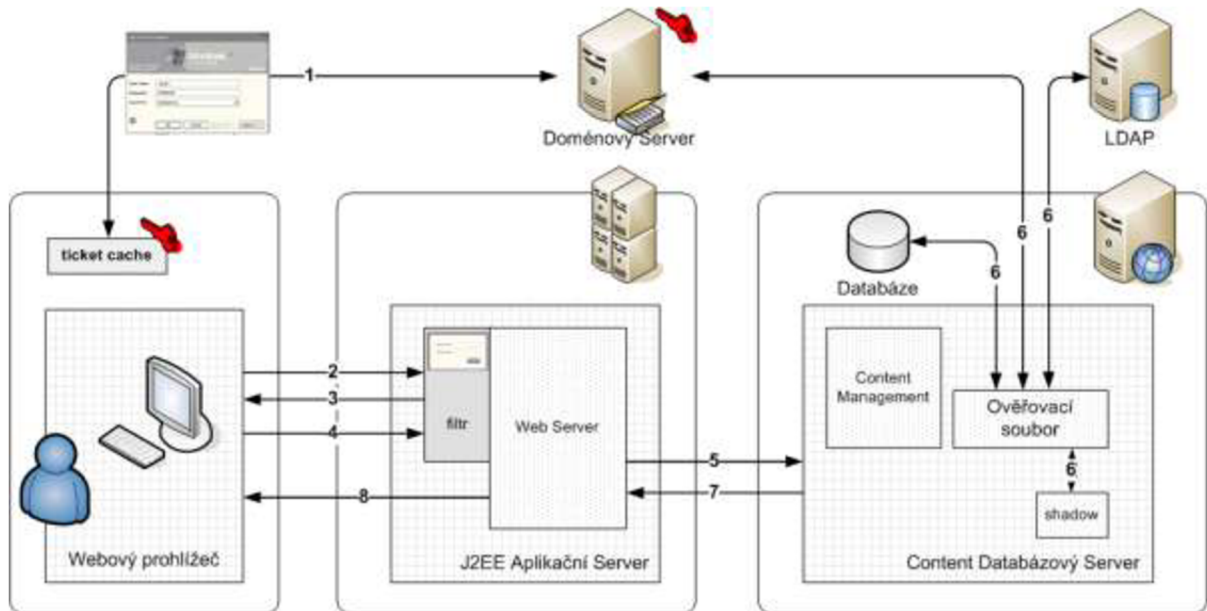 1
Doménový Server
LDAP
6
6
ticket cache
6
Databáze
2
Content
Management
3
Ověřovací
soubor
filtr
Web Server
4
5
6
8
7
shadow
Webový prohlížeč
J2EE Aplikační Server
Content Databázový Server